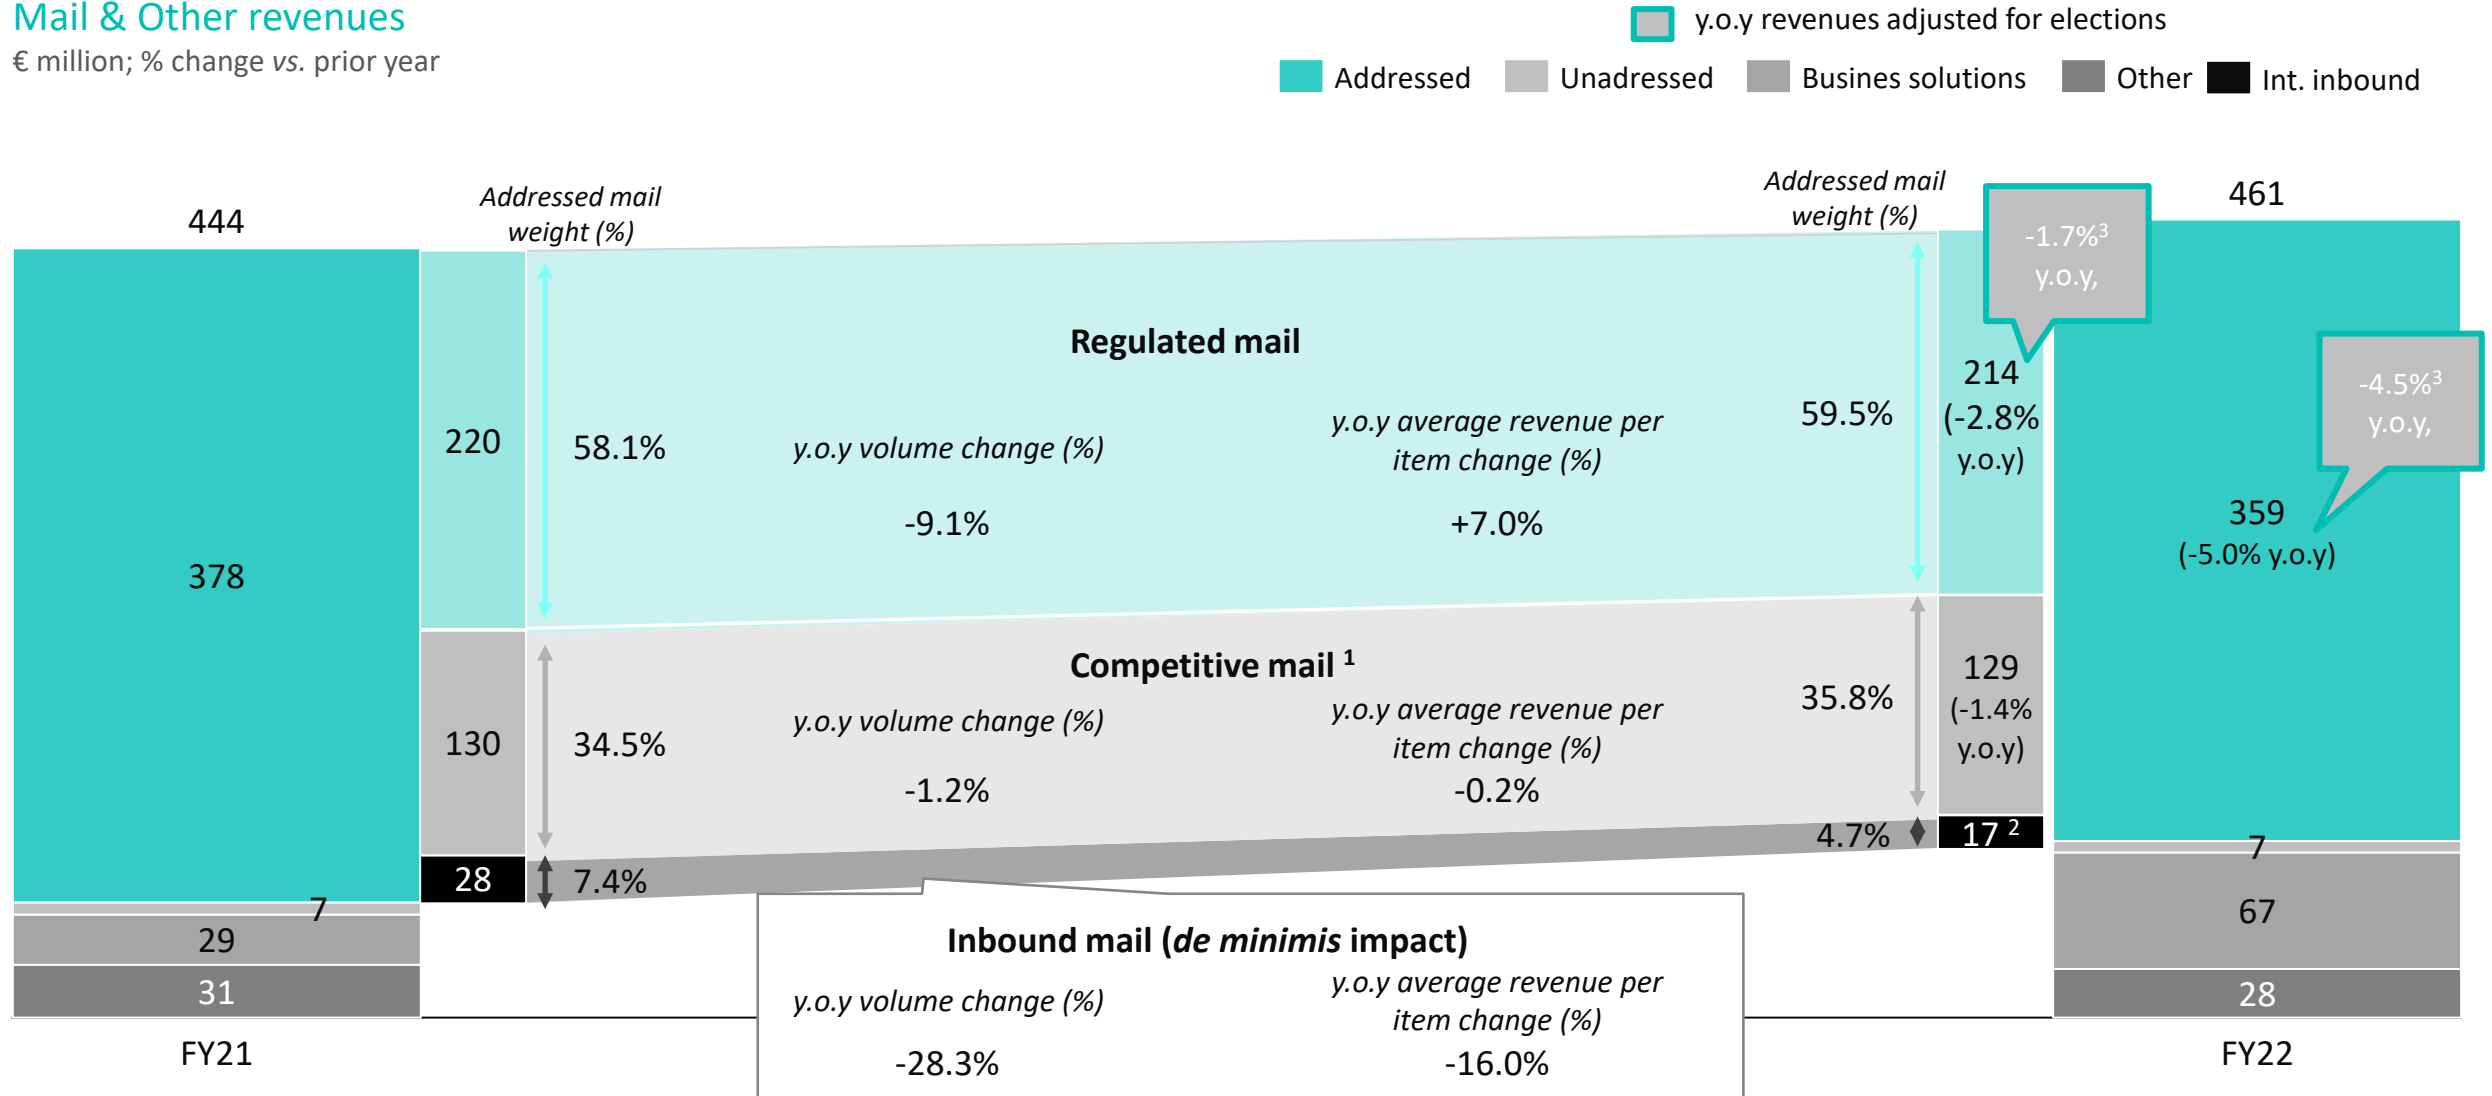 Mail & Other revenues
€ million; % change vs. prior year
y.o.y revenues adjusted for elections
Addressed
Unadressed
Busines solutions
Other
Int. inbound
444
Addressed mail
weight (%)
Addressed mail
weight (%)
461
-1.7%3
y.o.y,
Regulated mail
-4.5%3
y.o.y,
220
58.1%
y.o.y volume change (%)
-9.1%
y.o.y average revenue per
item change (%)
+7.0%
59.5%
214
(-2.8%
y.o.y)
359
(-5.0% y.o.y)
378
Competitive mail 1
130
34.5%
y.o.y volume change (%)
-1.2%
y.o.y average revenue per
item change (%)
-0.2%
35.8%
129
(-1.4%
y.o.y)
28
7.4%
4.7%
17 2
7
29
31
7
67
28
Inbound mail (de minimis impact)
y.o.y volume change (%)
-28.3%
y.o.y average revenue per
item change (%)
-16.0%
FY21
FY22